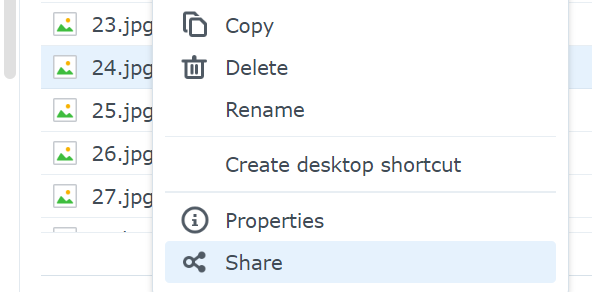 23.jpg
24.jpg
25.jpg
26.jpg
27.jpg
Copy
Delete
Rename
Create desktop shortcut
Properties
Share